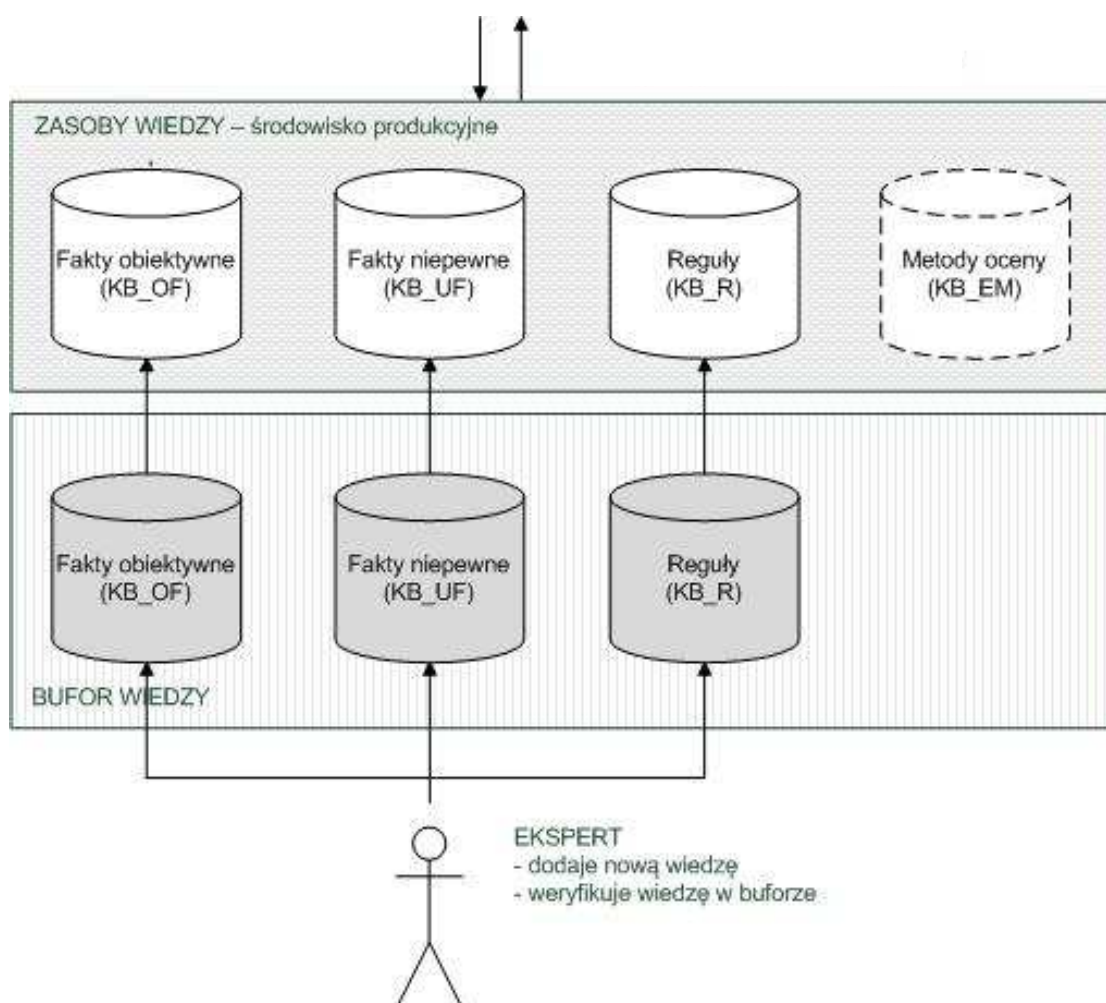 ZASOBY WIEDZY – środowisko produkcyjne
Fakty obiektywne
(KB_OF)
Fakty niepewne
(KB_UF)
Reguły
(KB_R)
Metody oceny
(KB_EM)
Fakty obiektywne
(KB_OF)
Fakty niepewne
(KB_UF)
Reguły
(KB_R)
BUFOR WIEDZY
EKSPERT
- dodaje nową wiedzę
- weryfikuje wiedzę w buforze